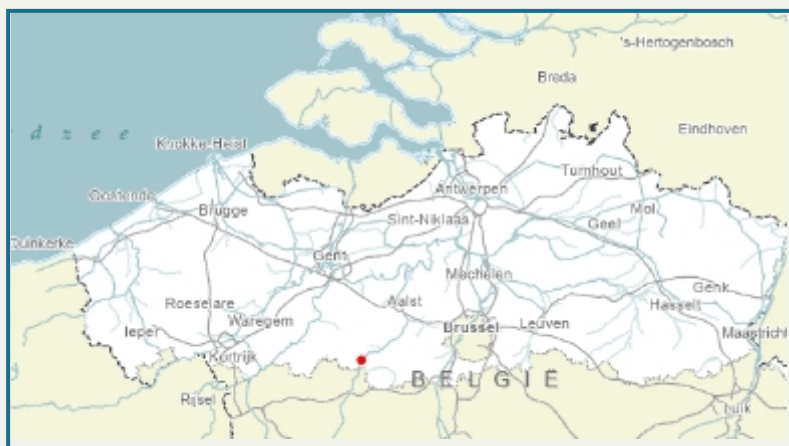 's-Hertogenbosch
Breda
Eindhoven
d z e e
Knokke-Heist
Turnhout
Antwerpen
Oostende
Brugge
Sint-Niklaas
Geel
Mol
Duinkerke
Gent
Mechelen
Genk
Roeselare
Aalst
Hasselt
Ieper
Waregem
Brussel
Leuven
Maastricht
Kortrijk
BELGIË
Rijsel
Luik